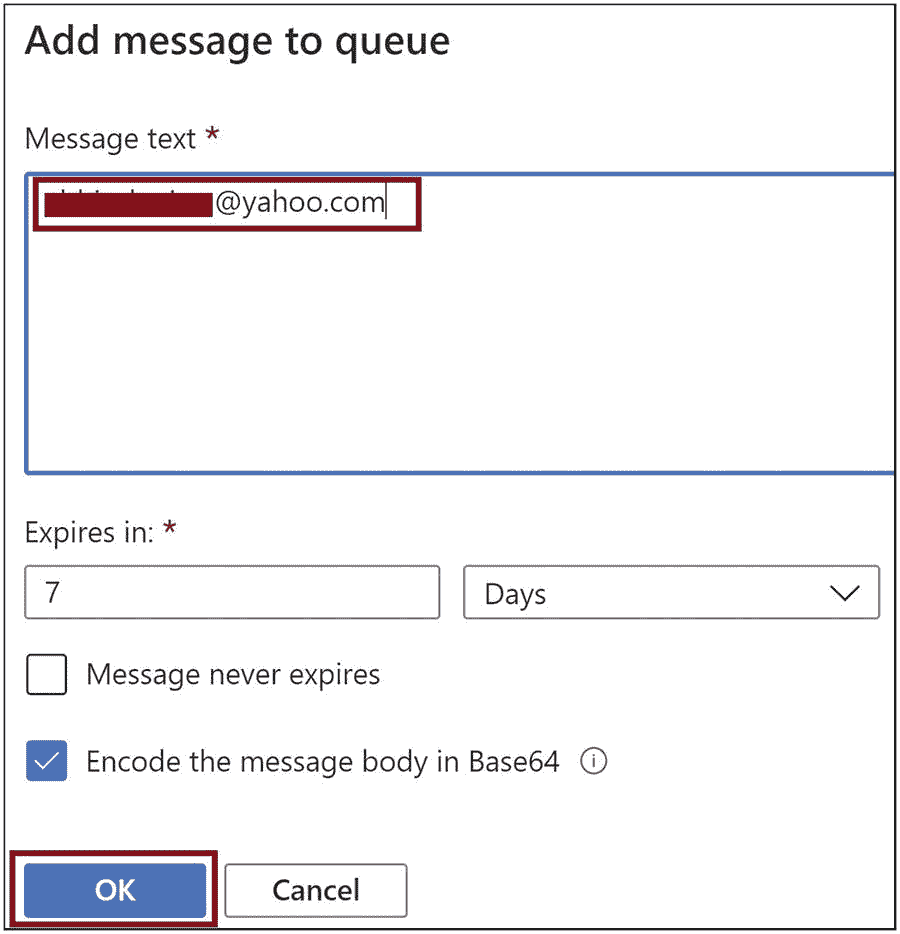 Add message to queue
Message text *
@yahoo.com
Expires in: *
7 Days
Message never expires
Encode the message body in Base64
OK Cancel